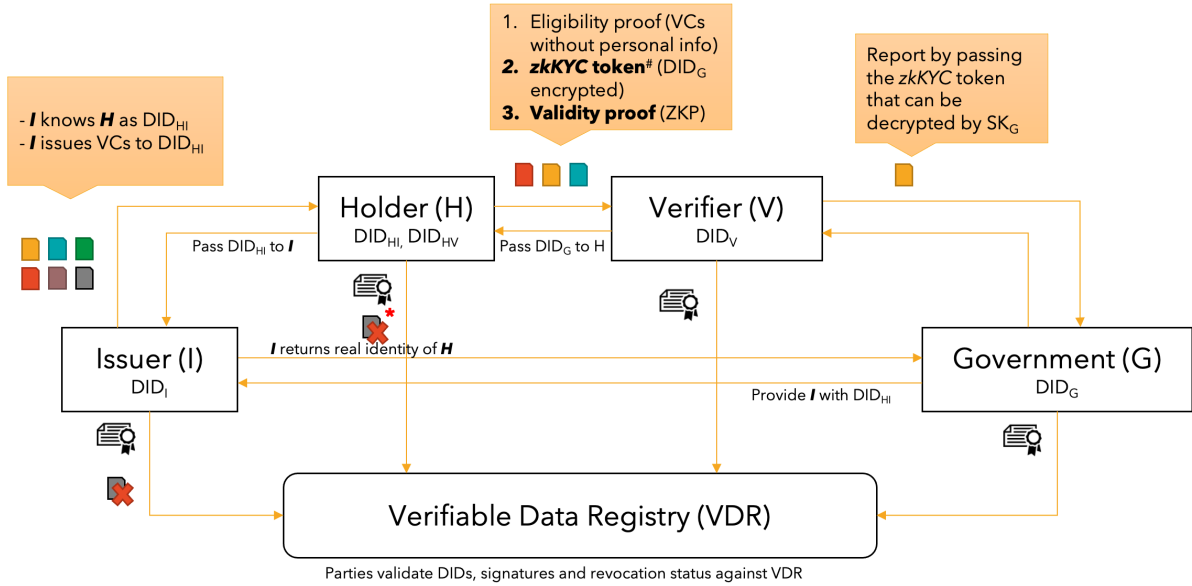 1. Eligibility proof (VCs
without personal info)
2. zkKYC token# (DIDG
encrypted)
3. Validity proof (ZKP)
Report by passing
the zkKYC token
that can be
decrypted by SKG
- I knows H as DIDHI
- I issues VCs to DIDHI
Holder (H)
DIDHI, DIDHV
Verifier (V)
DIDV
Pass DIDHI to I
Pass DIDG to H
*
Issuer (I)
DIDI
I returns real identity of H
Government (G)
DIDG
Provide I with DIDHI
Verifiable Data Registry (VDR)
Parties validate DIDs, signatures and revocation status against VDR